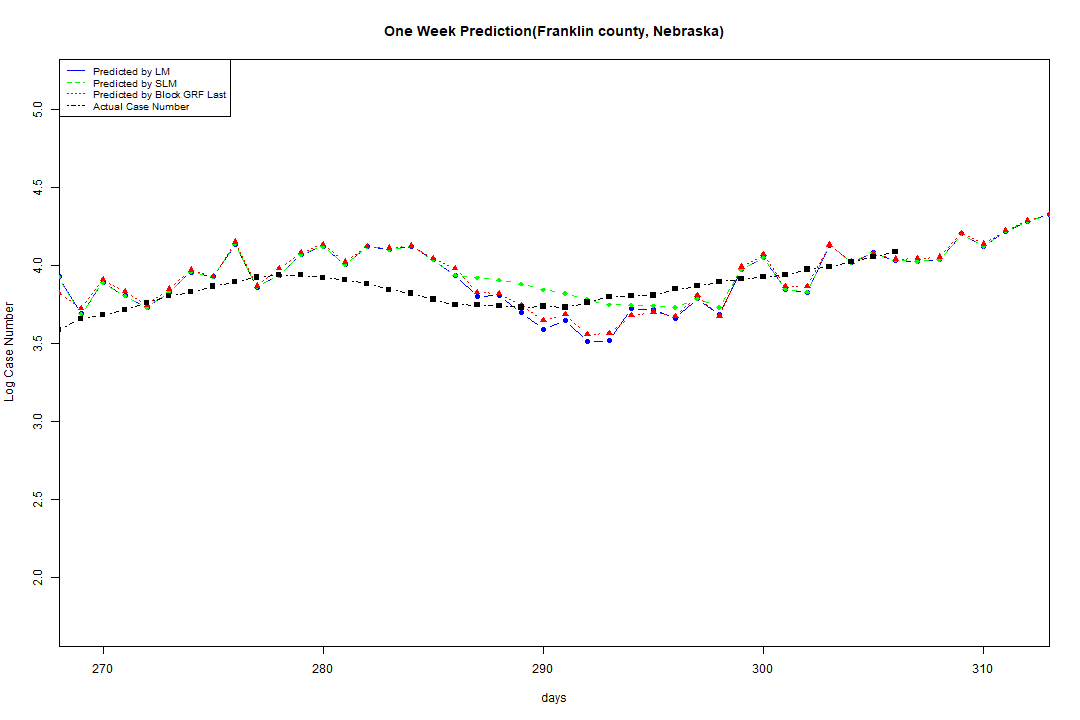 One Week Prediction(Franklin county, Nebraska)
Predicted by LM
Predicted by SLM
Predicted by Block GRF Last
Actual Case Number
5.0
4.5
4.0
3.5
3.0
2.5
2.0
Log Case Number
270 280 290 300 310
days